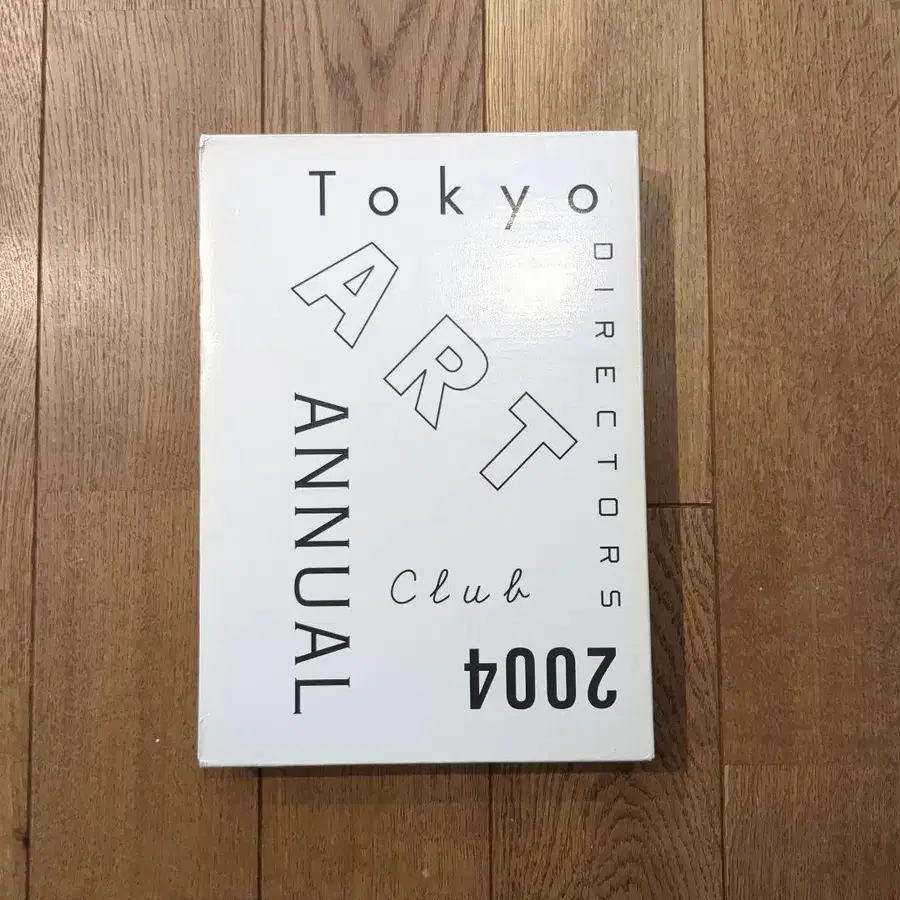 Tokyo
ART
DIRECTORS
Club
ANNUAL
2004